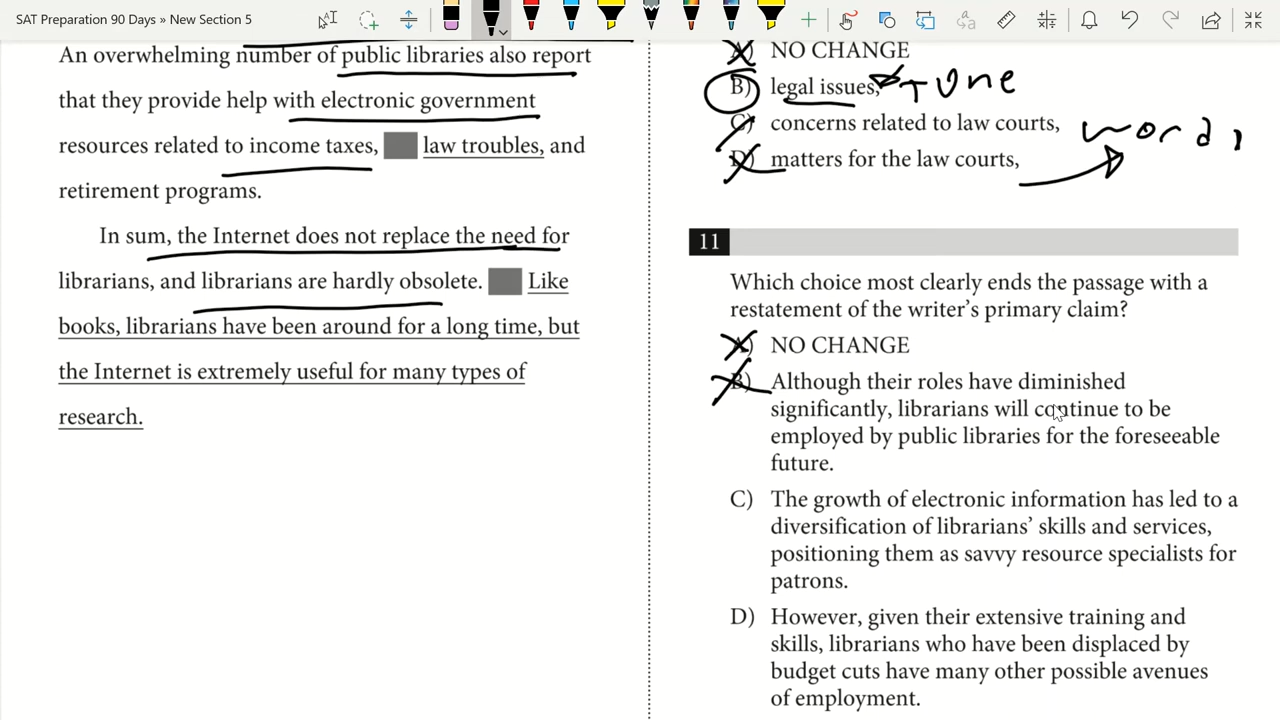 SAT Preparation 90 Days » New Section 5
An overwhelming number of public libraries also report
that they provide help with electronic government
resources related to income taxes, law troubles, and
retirement programs.
In sum, the Internet does not replace the need for
librarians, and librarians are hardly obsolete. Like
books, librarians have been around for a long time, but
the Internet is extremely useful for many types of
research.
A) NO CHANGE
B) legal issues, Tone
C) concerns related to law courts,
D) matters for the law courts,
word,
11
Which choice most clearly ends the passage with a
restatement of the writer's primary claim?
A) NO CHANGE
B) Although their roles have diminished
significantly, librarians will continue to be
employed by public libraries for the foreseeable
future.
C) The growth of electronic information has led to a
diversification of librarians' skills and services,
positioning them as savvy resource specialists for
patrons.
D) However, given their extensive training and
skills, librarians who have been displaced by
budget cuts have many other possible avenues
of employment.